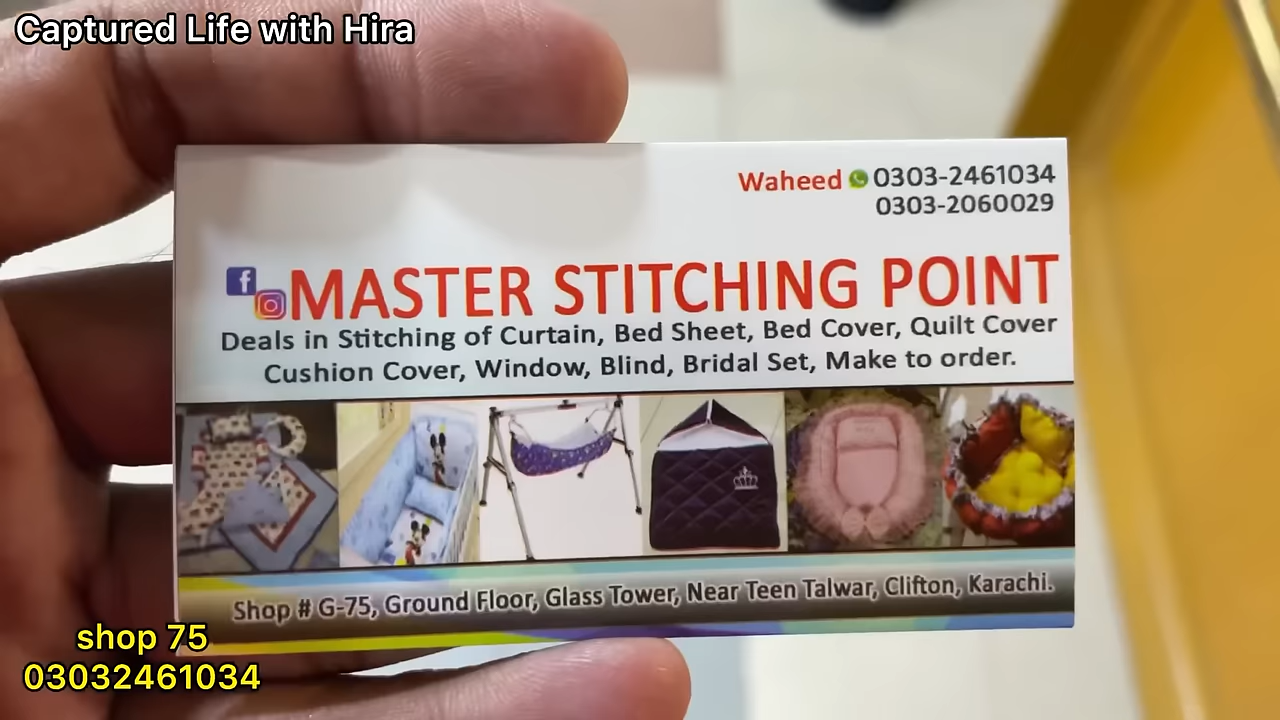 Captured Life with Hira
Waheed 0303-2461034
0303-2060029
MASTER STITCHING POINT
Deals in Stitching of Curtain, Bed Sheet, Bed Cover, Quilt Cover
Cushion Cover, Window, Blind, Bridal Set, Make to order.
Shop # G-75, Ground Floor, Glass Tower, Near Teen Talwar, Clifton, Karachi.
shop 75
03032461034